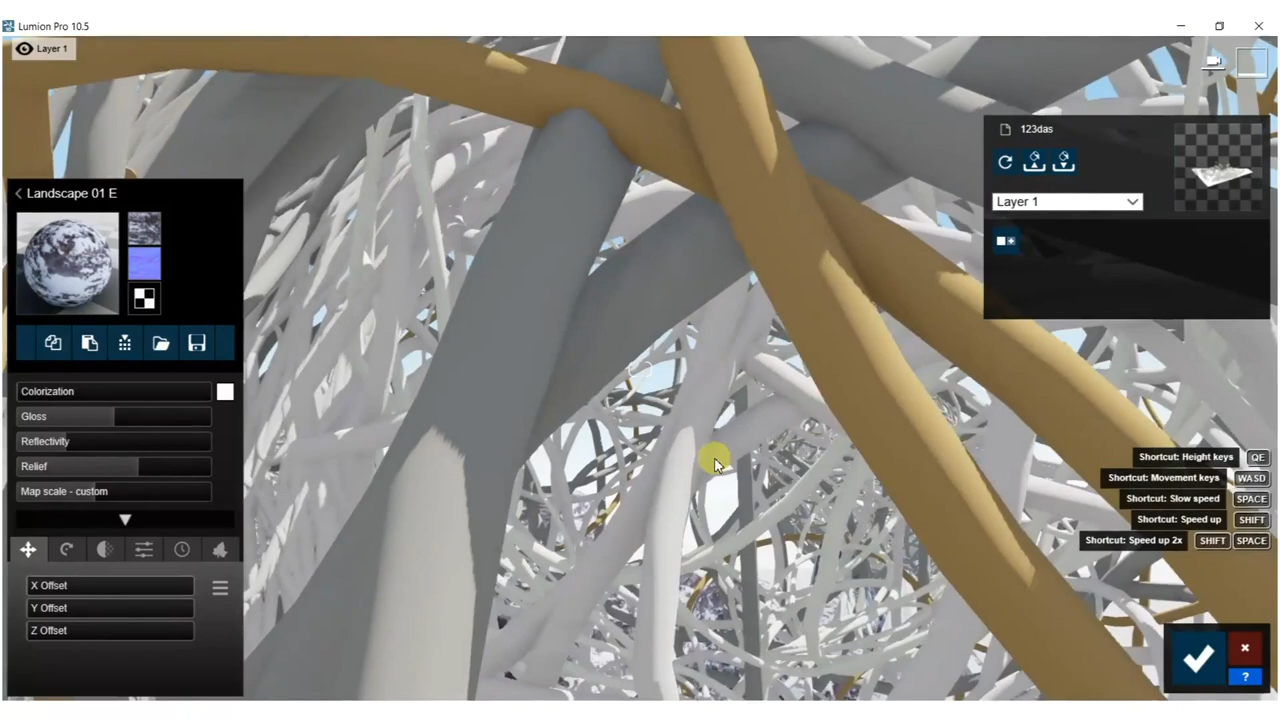 Lumion Pro 10.5
Layer 1
Landscape 01 E
Colorization
Gloss
Reflectivity
Relief
Map scale - custom
X Offset
Y Offset
Z Offset
123das
Layer 1
Shortcut: Height keys QE
Shortcut: Movement keys WASD
Shortcut: Slow speed SPACE
Shortcut: Speed up SHIFT
Shortcut: Speed up 2x SHIFT SPACE
?